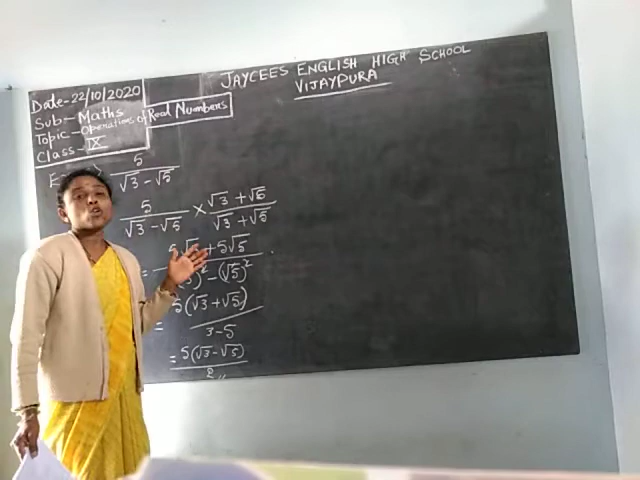 JAYCEES ENGLISH HIGH SCHOOL
VIJAYPURA
Date-22/10/2020
Sub-Maths
Topic-Operations of Real Numbers
Class-IX
5
√3 - √5
5/(√3 - √5) × (√3 + √5)/(√3 + √5)
+ 5√5
= - (√5)²
= 5(√3 + √5)
3 - 5
= 5(√3 - √5)
2 ,,